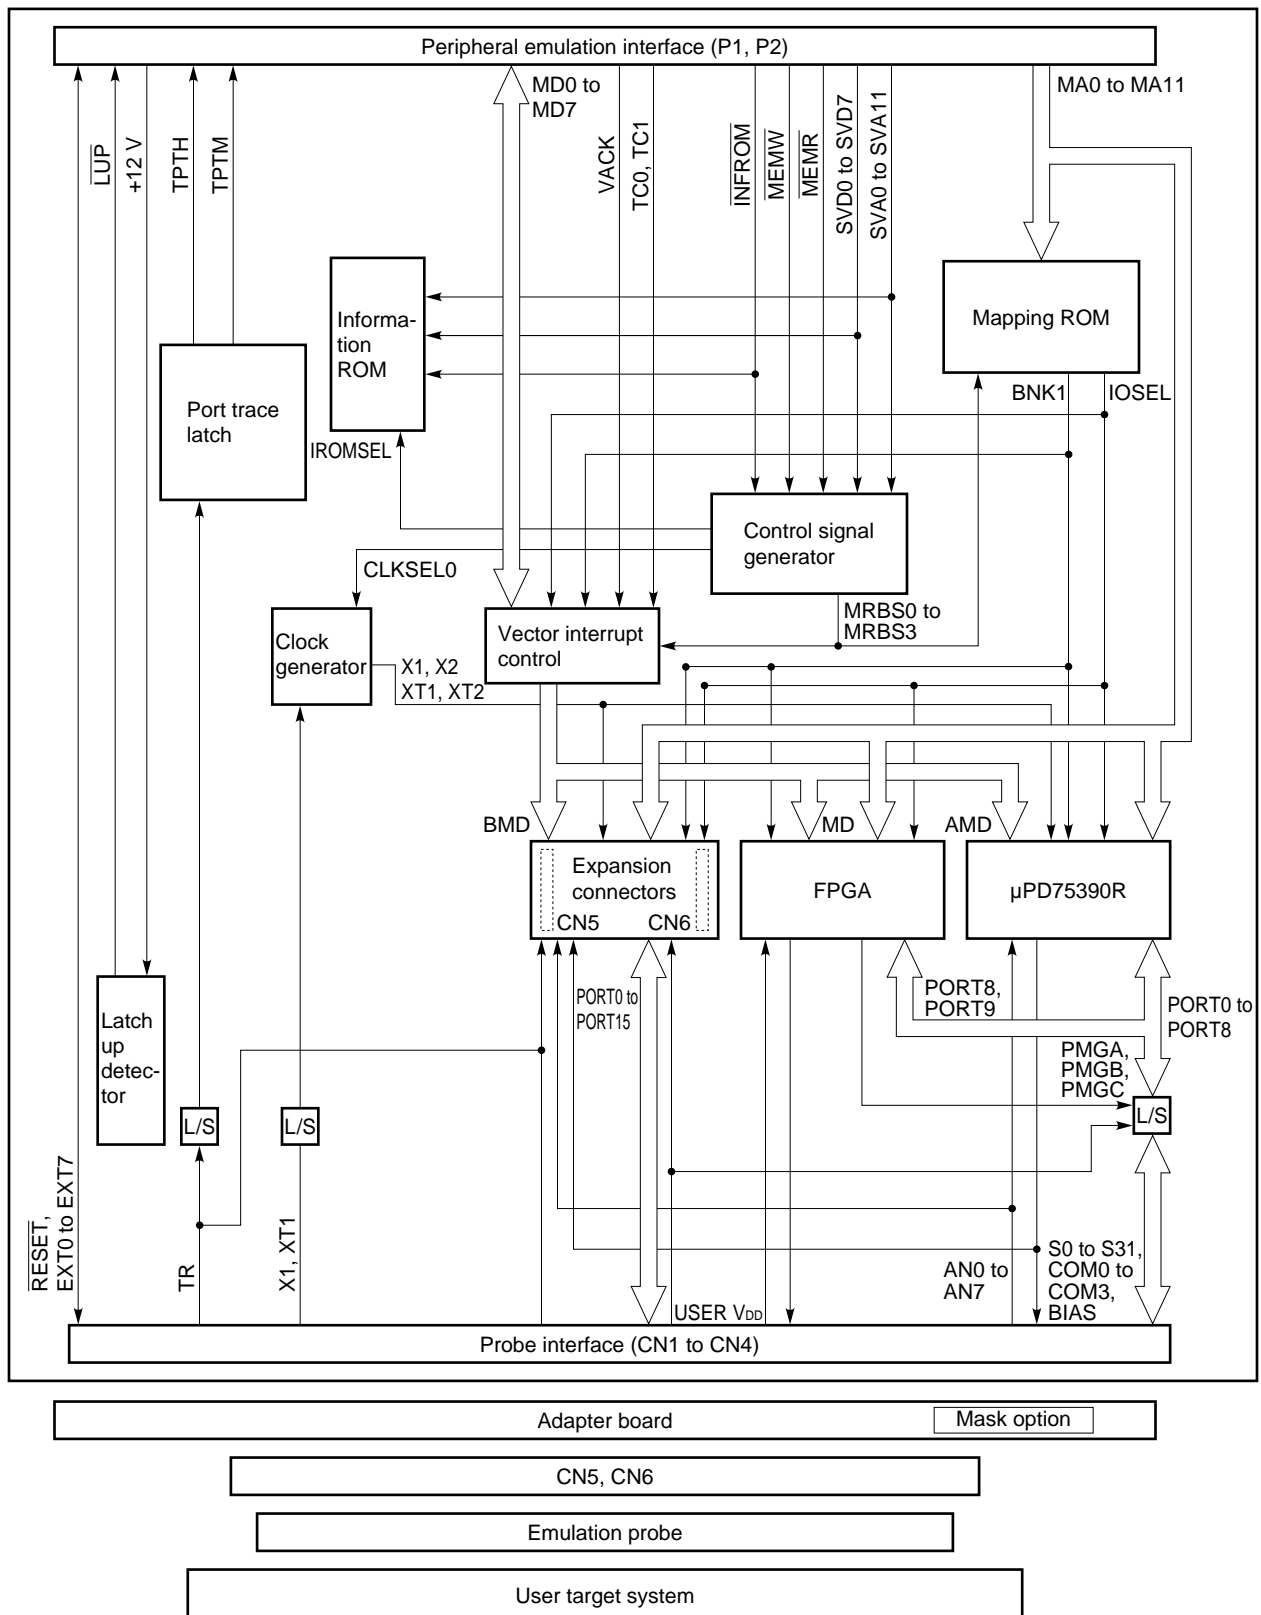 Peripheral emulation interface (P1, P2)
LUP
+12 V
TPTH
TPTM
MD0 to
MD7
VACK
TC0, TC1
INFROM
MEMW
MEMR
SVD0 to SVD7
SVA0 to SVA11
MA0 to MA11
Informa-
tion
ROM
Mapping ROM
Port trace
latch
BNK1
IOSEL
IROMSEL
Control signal
generator
CLKSEL0
MRBS0 to
MRBS3
Clock
generator
Vector interrupt
control
X1, X2
XT1, XT2
BMD
MD
AMD
Expansion
connectors
CN5
CN6
FPGA
µPD75390R
Latch
up
detec-
tor
PORT0 to
PORT15
PORT8,
PORT9
PORT0 to
PORT8
PMGA,
PMGB,
PMGC
L/S
L/S
L/S
RESET,
EXT0 to EXT7
TR
X1, XT1
USER VDD
AN0 to
AN7
S0 to S31,
COM0 to
COM3,
BIAS
Probe interface (CN1 to CN4)
Adapter board
Mask option
CN5, CN6
Emulation probe
User target system